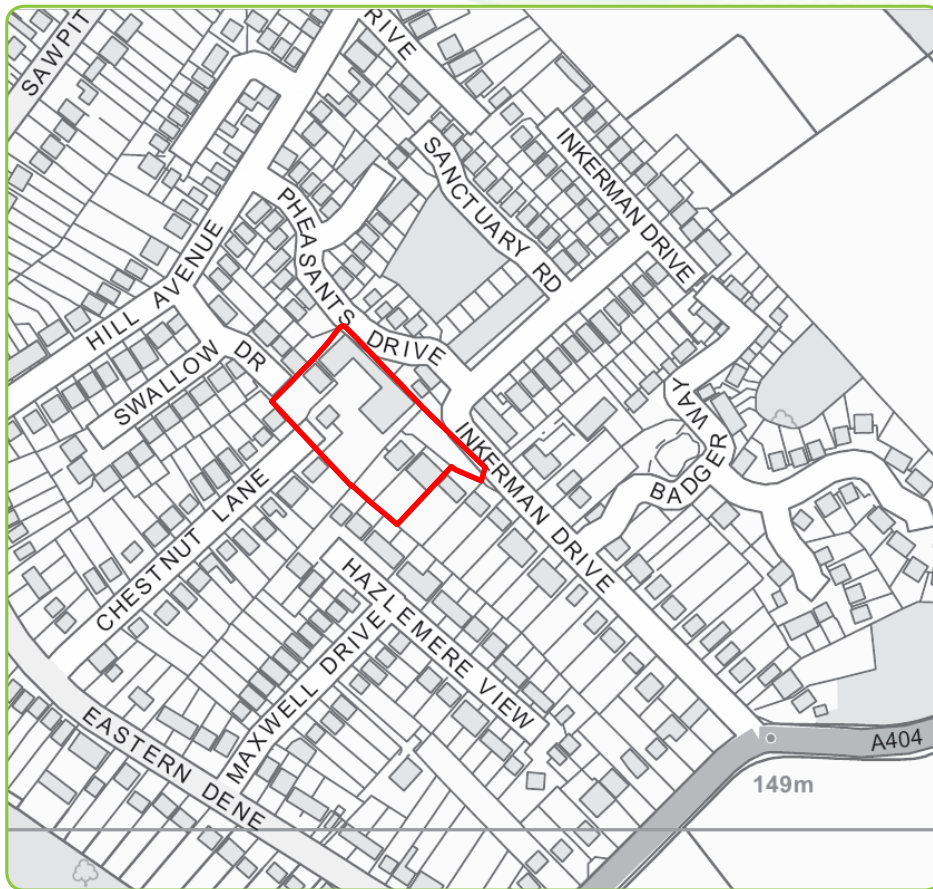 SAWPIT
RIVE
INKERMAN DRIVE
SANCTUARY RD
PHEASANTS DRIVE
HILL AVENUE
SWALLOW DR
INKERMAN DRIVE
BADGER WAY
CHESTNUT LANE
HAZLEMERE VIEW
MAXWELL DRIVE
EASTERN DENE
A404
149m